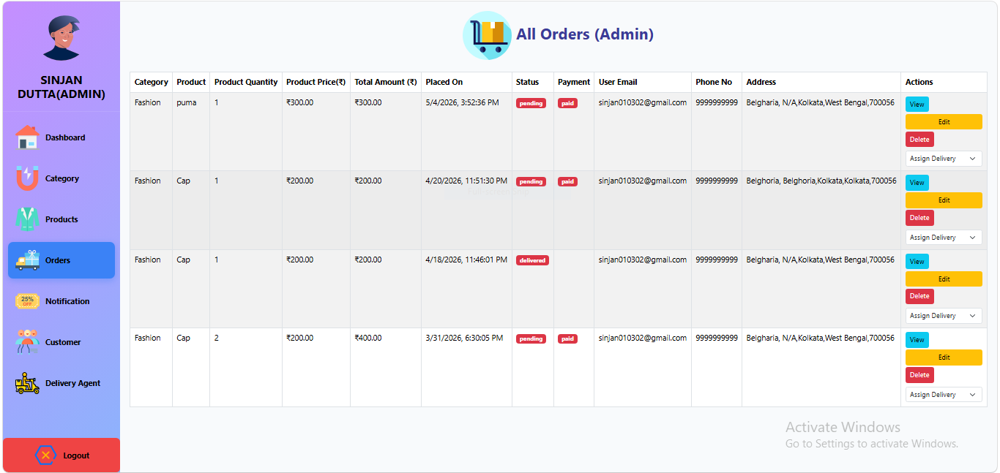 All Orders (Admin)
SINJAN
DUTTA(ADMIN)
Dashboard
Category
Products
Orders
25%
OFF
Notification
Customer
Delivery Agent
Logout
Category Product Product Quantity Product Price(₹) Total Amount (₹) Placed On Status Payment User Email Phone No Address Actions
Fashion puma 1 ₹300.00 ₹300.00 5/4/2026, 3:52:36 PM pending paid sinjan010302@gmail.com 9999999999 Belgharia, N/A,Kolkata,West Bengal,700056 View
Edit
Delete
Assign Delivery
Fashion Cap 1 ₹200.00 ₹200.00 4/20/2026, 11:51:30 PM pending paid sinjan010302@gmail.com 9999999999 Belghoria, Belghoria,Kolkata,Kolkata,700056 View
Edit
Delete
Assign Delivery
Fashion Cap 1 ₹200.00 ₹200.00 4/18/2026, 11:46:01 PM delivered sinjan010302@gmail.com 9999999999 Belgharia, N/A,Kolkata,West Bengal,700056 View
Edit
Delete
Assign Delivery
Fashion Cap 2 ₹200.00 ₹400.00 3/31/2026, 6:30:05 PM pending paid sinjan010302@gmail.com 9999999999 Belgharia, N/A,Kolkata,West Bengal,700056 View
Edit
Delete
Assign Delivery
Activate Windows
Go to Settings to activate Windows.